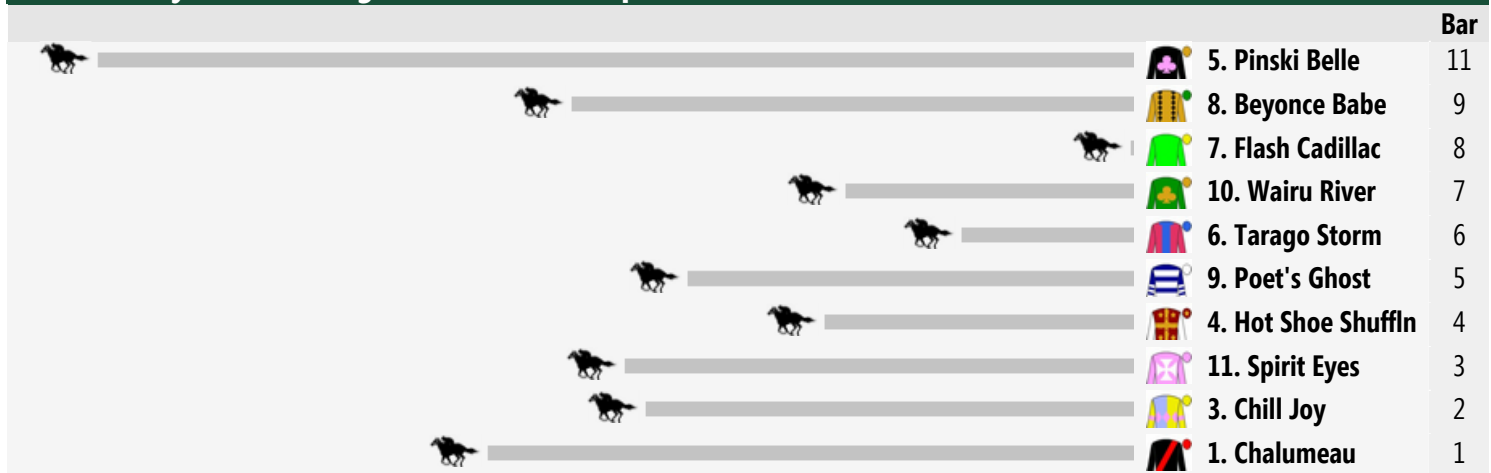 Bar
5. Pinski Belle 11
8. Beyonce Babe 9
7. Flash Cadillac 8
10. Wairu River 7
6. Tarago Storm 6
9. Poet's Ghost 5
4. Hot Shoe Shuffln 4
11. Spirit Eyes 3
3. Chill Joy 2
1. Chalumeau 1